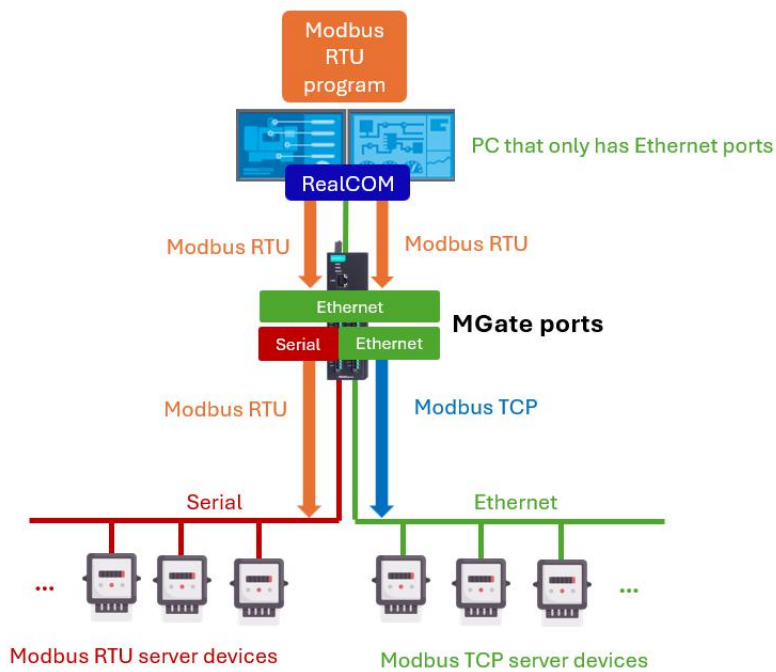 Modbus
RTU
program
PC that only has Ethernet ports
RealCOM
Modbus RTU
Modbus RTU
Ethernet
MGate ports
Serial
Ethernet
Modbus RTU
Modbus TCP
Serial
Ethernet
...
...
Modbus RTU server devices
Modbus TCP server devices